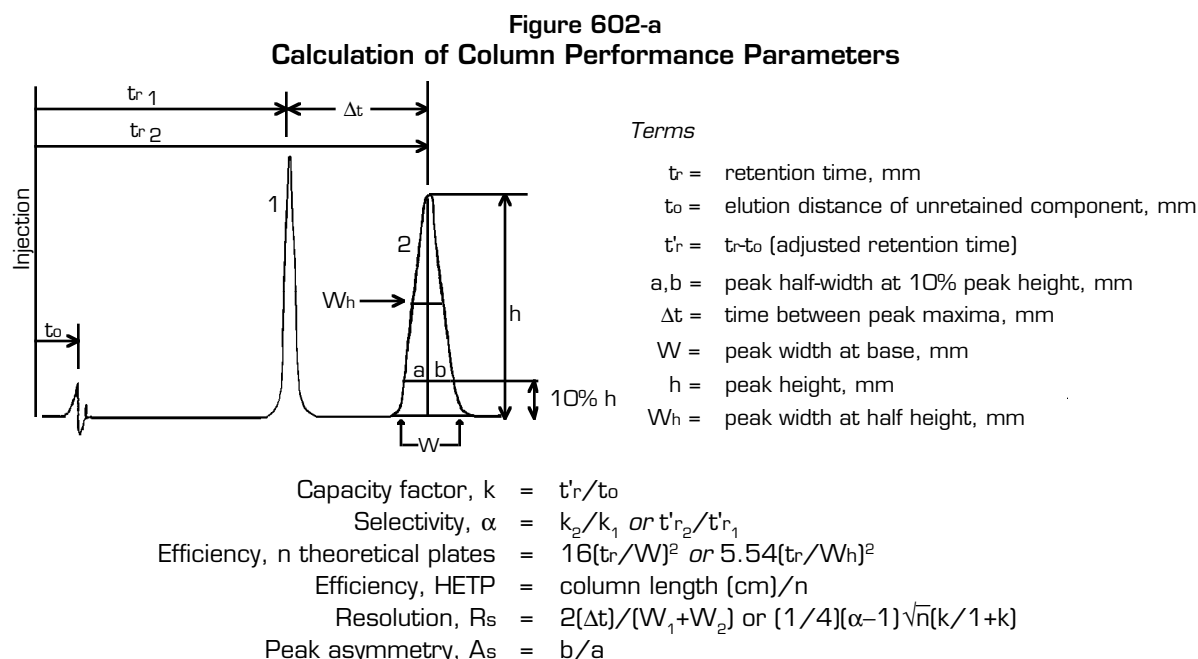 Figure 602-a
Calculation of Column Performance Parameters
tr 1
Δt
tr 2
Injection
1
2
Wh
h
to
a b
10% h
W
Terms
tr = retention time, mm
to = elution distance of unretained component, mm
t'r = tr-to (adjusted retention time)
a,b = peak half-width at 10% peak height, mm
Δt = time between peak maxima, mm
W = peak width at base, mm
h = peak height, mm
Wh = peak width at half height, mm
Capacity factor, k = t'r/to
Selectivity, α = k₂/k₁ or t'r₂/t'r₁
Efficiency, n theoretical plates = 16(tr/W)² or 5.54(tr/Wh)²
Efficiency, HETP = column length (cm)/n
Resolution, Rs = 2(Δt)/(W₁+W₂) or (1/4)(α–1)√n(k/1+k)
Peak asymmetry, As = b/a